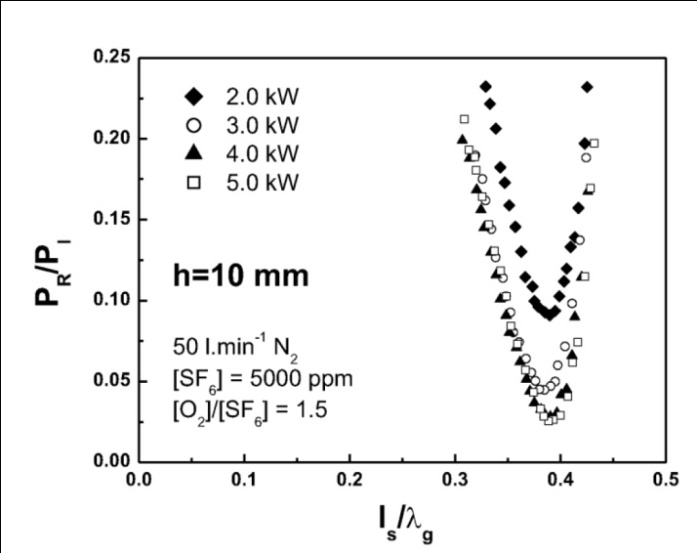 0.25
0.20
0.15
0.10
0.05
0.00
P_R/P_I
2.0 kW
3.0 kW
4.0 kW
5.0 kW
h=10 mm
50 l.min⁻¹ N₂
[SF₆] = 5000 ppm
[O₂]/[SF₆] = 1.5
0.0 0.1 0.2 0.3 0.4 0.5
lₛ/λ_g